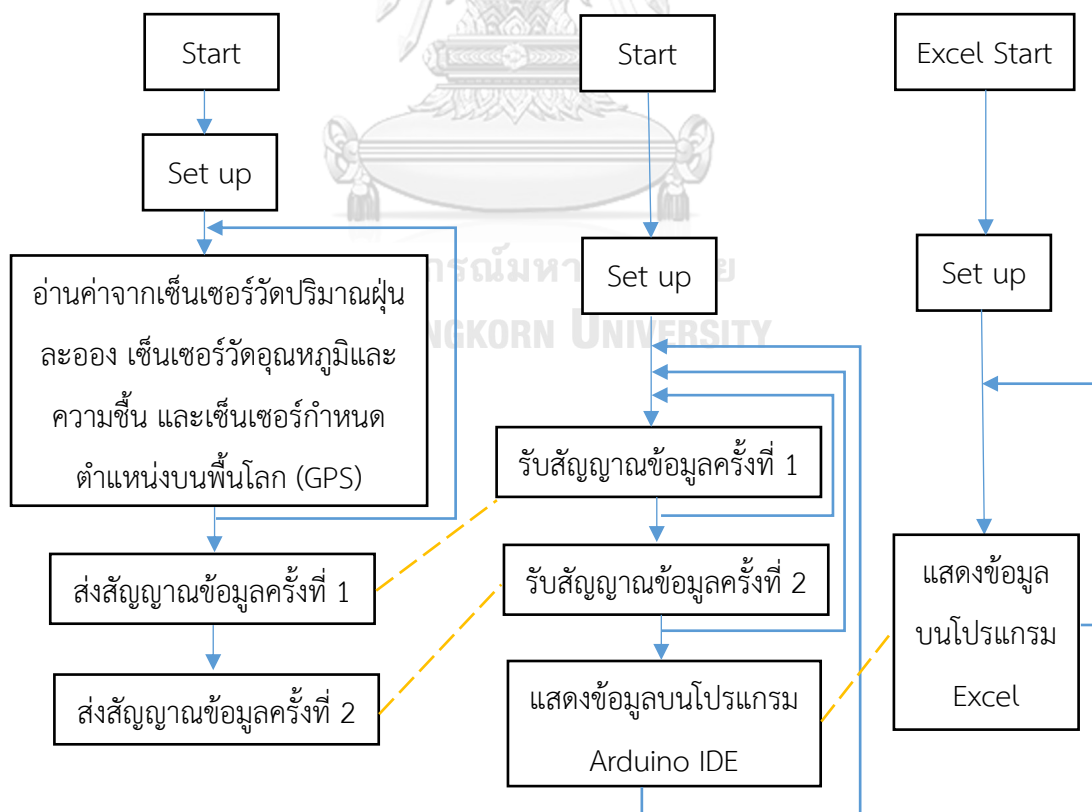 Start
Set up
อ่านค่าจากเซ็นเซอร์วัดปริมาณฝุ่น
ละออง เซ็นเซอร์วัดอุณหภูมิและ
ความชื้น และเซ็นเซอร์กำหนด
ตำแหน่งบนพื้นโลก (GPS)
ส่งสัญญาณข้อมูลครั้งที่ 1
ส่งสัญญาณข้อมูลครั้งที่ 2
Start
Set up
รับสัญญาณข้อมูลครั้งที่ 1
รับสัญญาณข้อมูลครั้งที่ 2
แสดงข้อมูลบนโปรแกรม
Arduino IDE
Excel Start
Set up
แสดงข้อมูล
บนโปรแกรม
Excel
UNIVERSITY